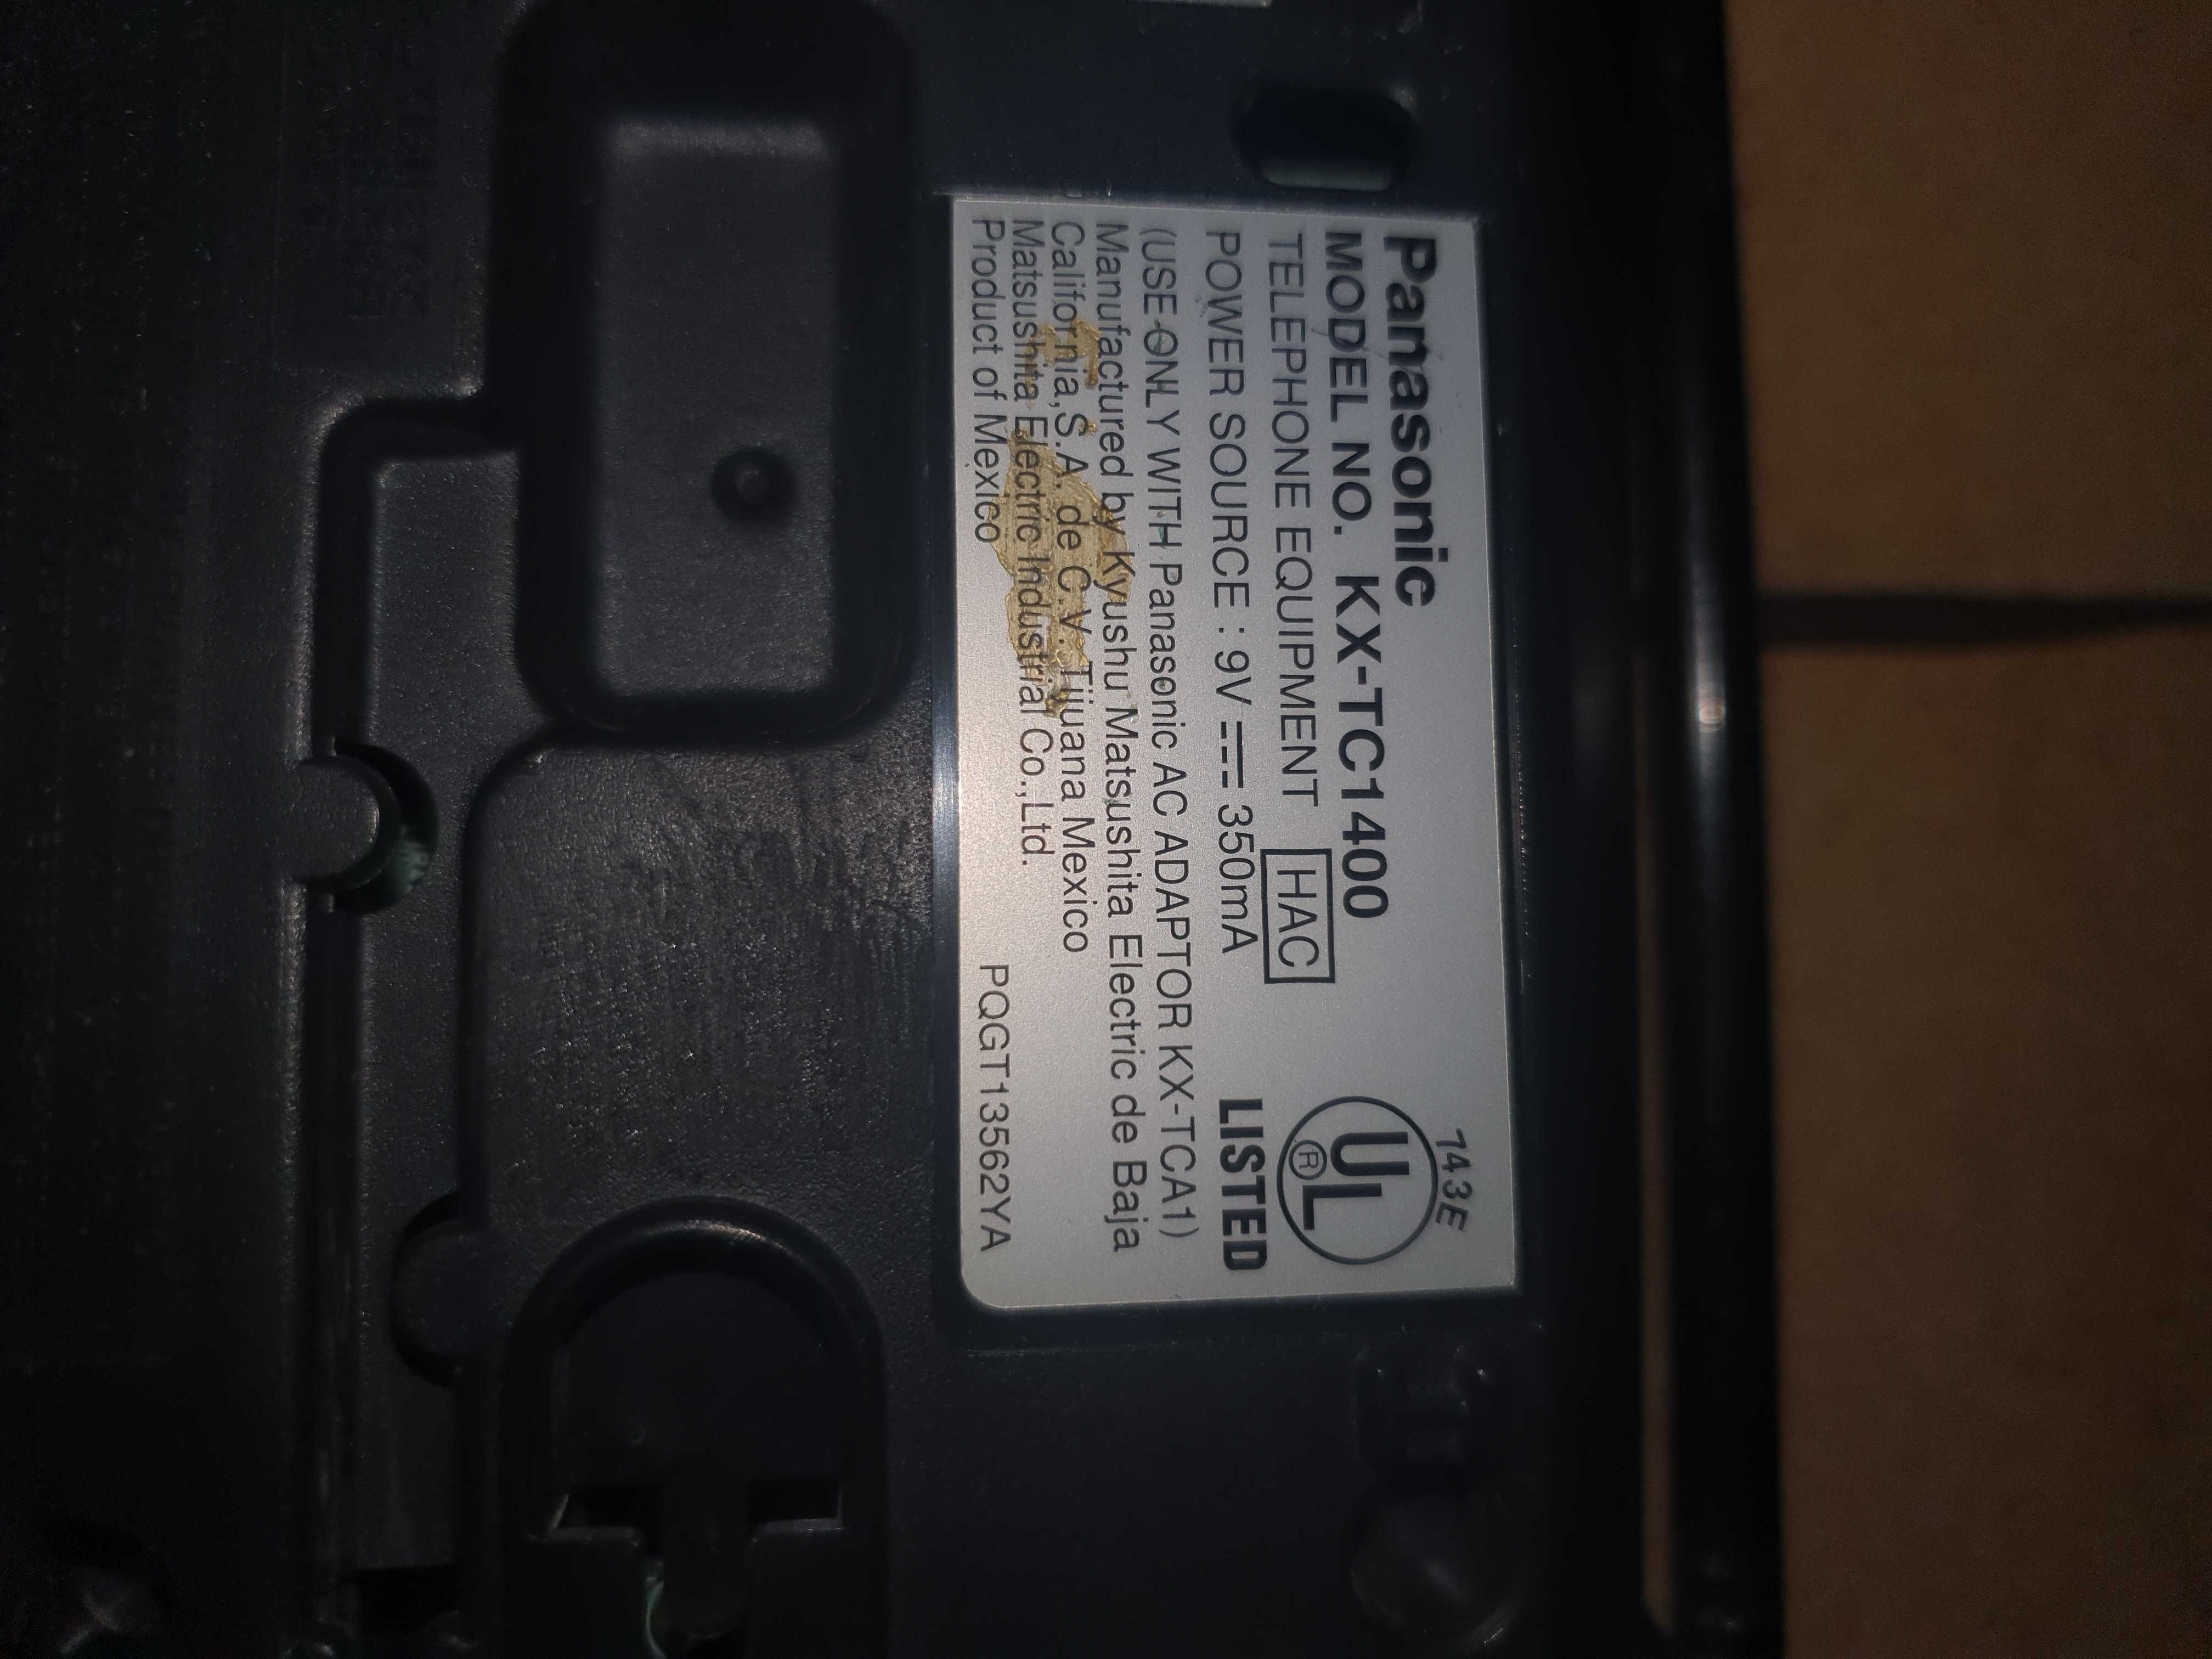 Panasonic
MODEL NO. KX-TC1400
TELEPHONE EQUIPMENT HAC
POWER SOURCE : 9V ⎓ 350mA
(USE ONLY WITH Panasonic AC ADAPTOR KX-TCA1)
Manufactured by Kyushu Matsushita Electric de Baja
California,S.A. de C.V. Tijuana Mexico
Matsushita Electric Industrial Co.,Ltd.
Product of Mexico
PQGT13562YA
743E
UL ®
LISTED